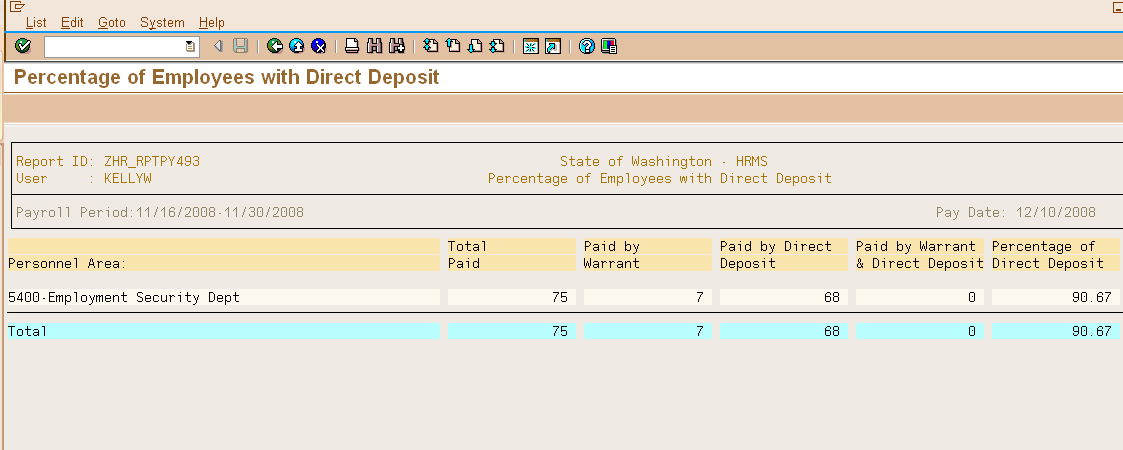 List Edit Goto System Help
Percentage of Employees with Direct Deposit
Report ID: ZHR_RPTPY493 State of Washington - HRMS
User : KELLYW Percentage of Employees with Direct Deposit
Payroll Period:11/16/2008-11/30/2008 Pay Date: 12/10/2008
Total Paid by Paid by Direct Paid by Warrant Percentage of
Personnel Area: Paid Warrant Deposit & Direct Deposit Direct Deposit
5400-Employment Security Dept 75 7 68 0 90.67
Total 75 7 68 0 90.67